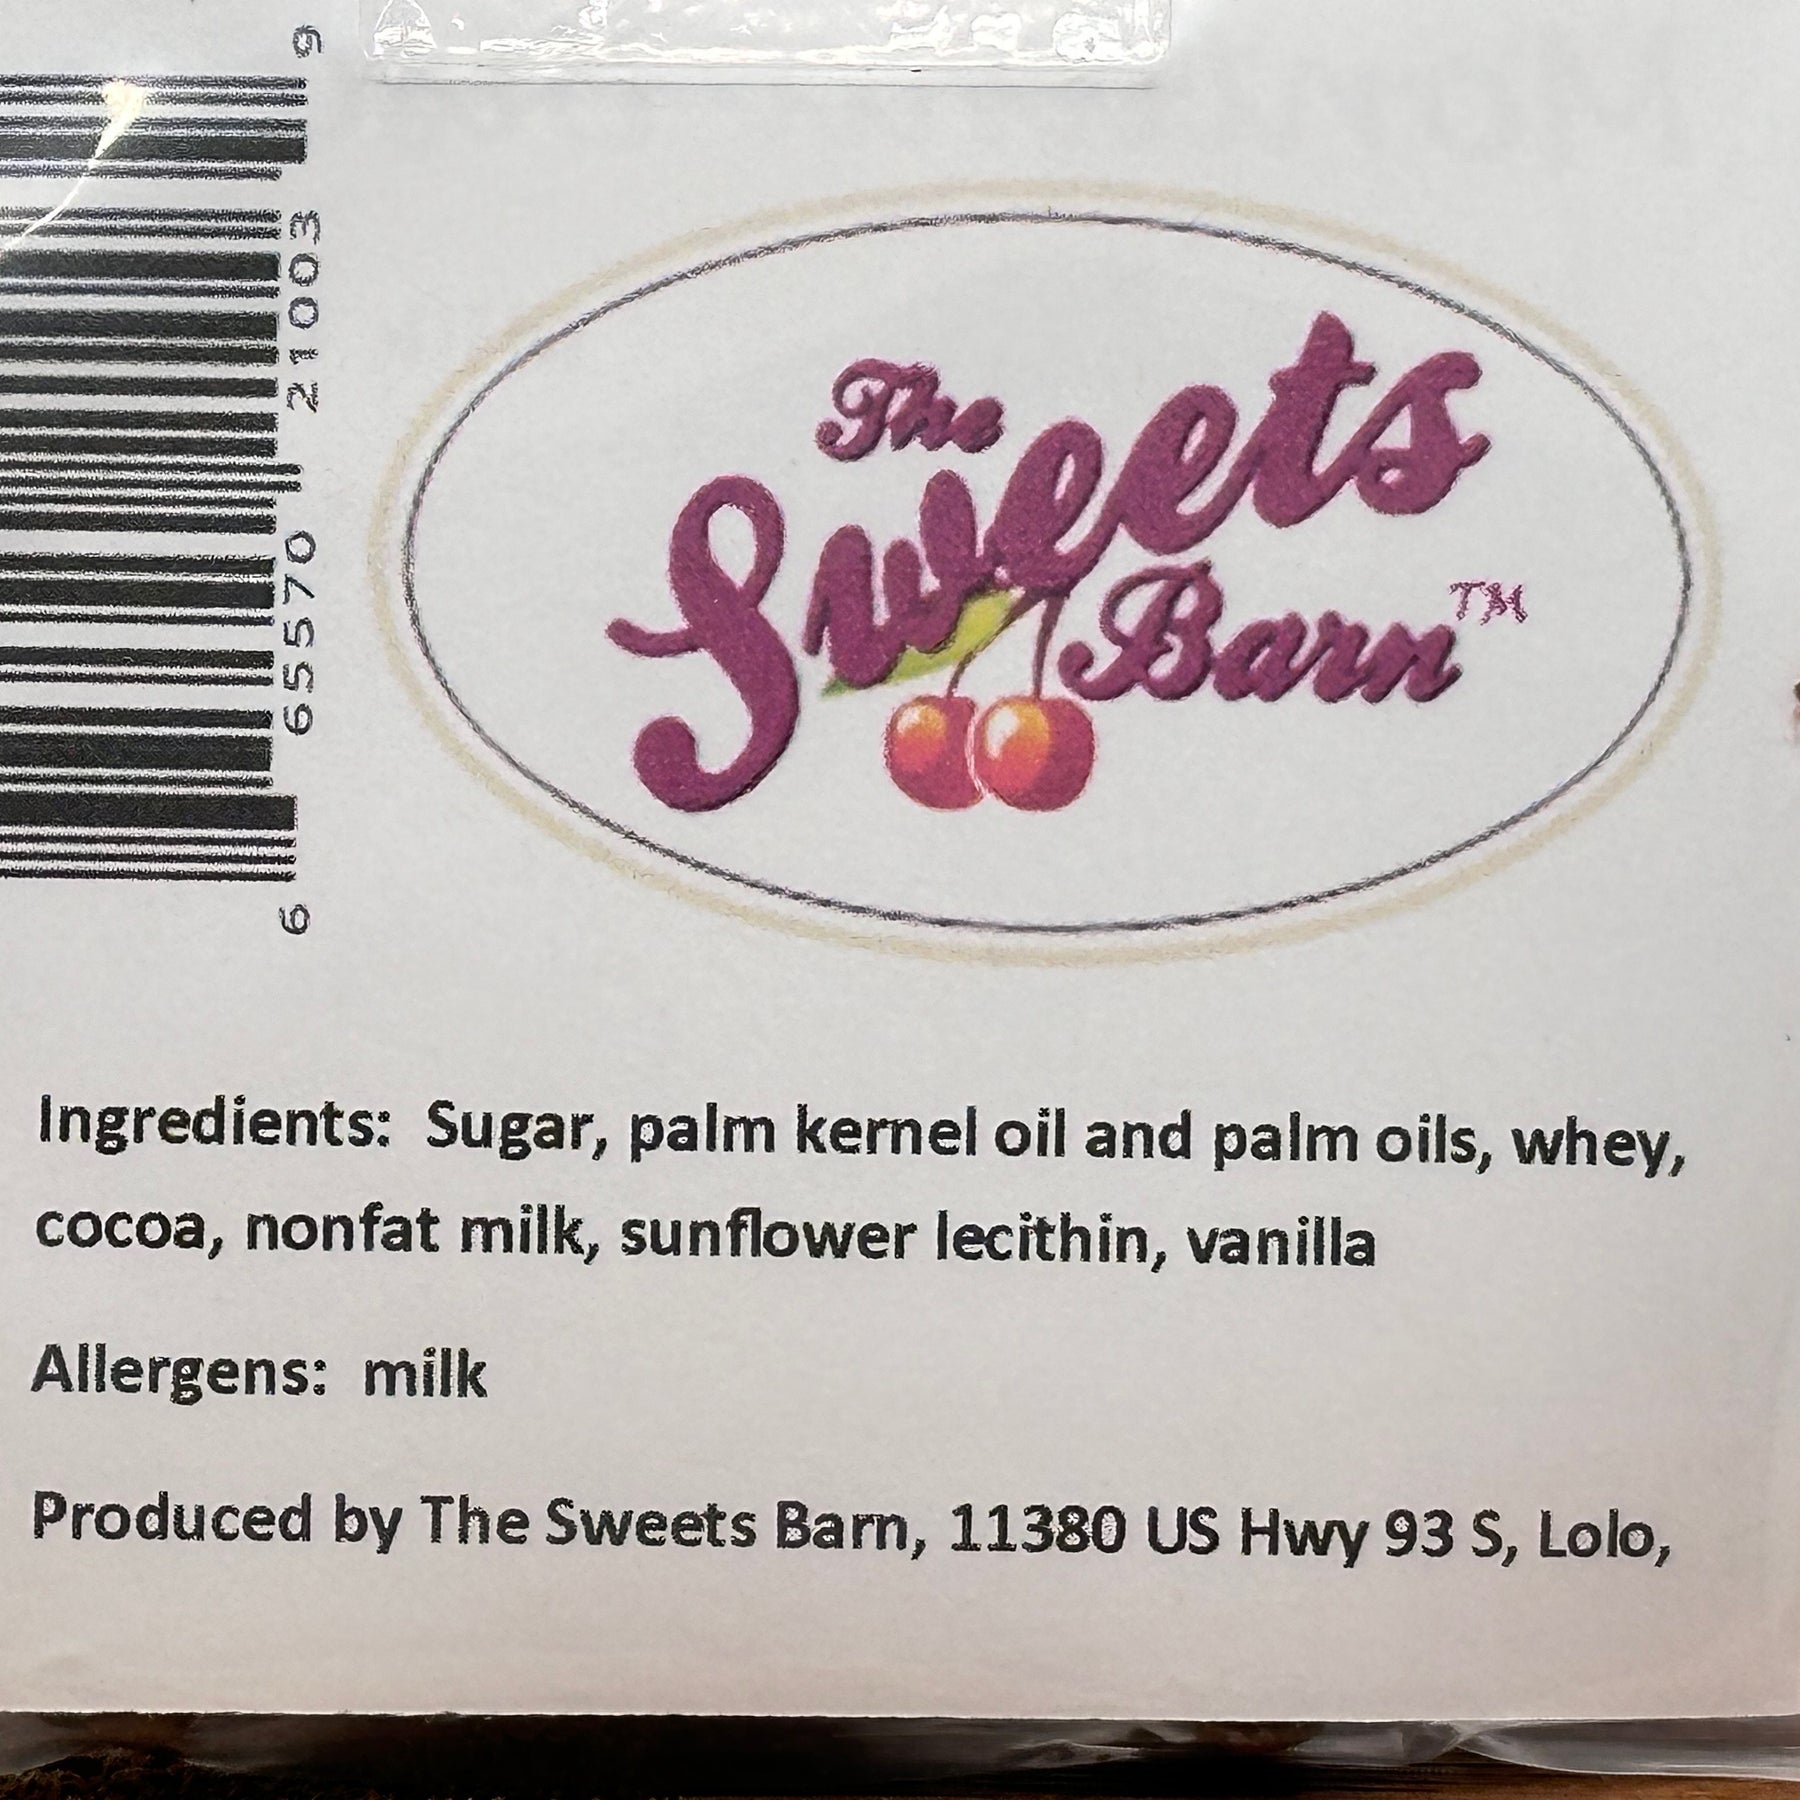 6 65570 21003 9
The
Sweets
Barn™
Ingredients: Sugar, palm kernel oil and palm oils, whey,
cocoa, nonfat milk, sunflower lecithin, vanilla
Allergens: milk
Produced by The Sweets Barn, 11380 US Hwy 93 S, Lolo,